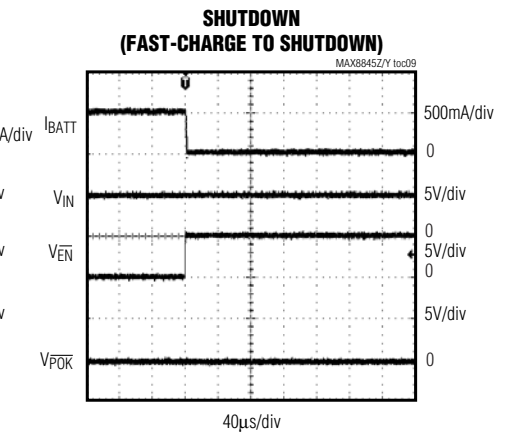 SHUTDOWN
(FAST-CHARGE TO SHUTDOWN)
MAX8845Z/Y toc09
T
A/div
IBATT
500mA/div
0
VIN
5V/div
0
VEN
5V/div
0
5V/div
VPOK
0
40µs/div